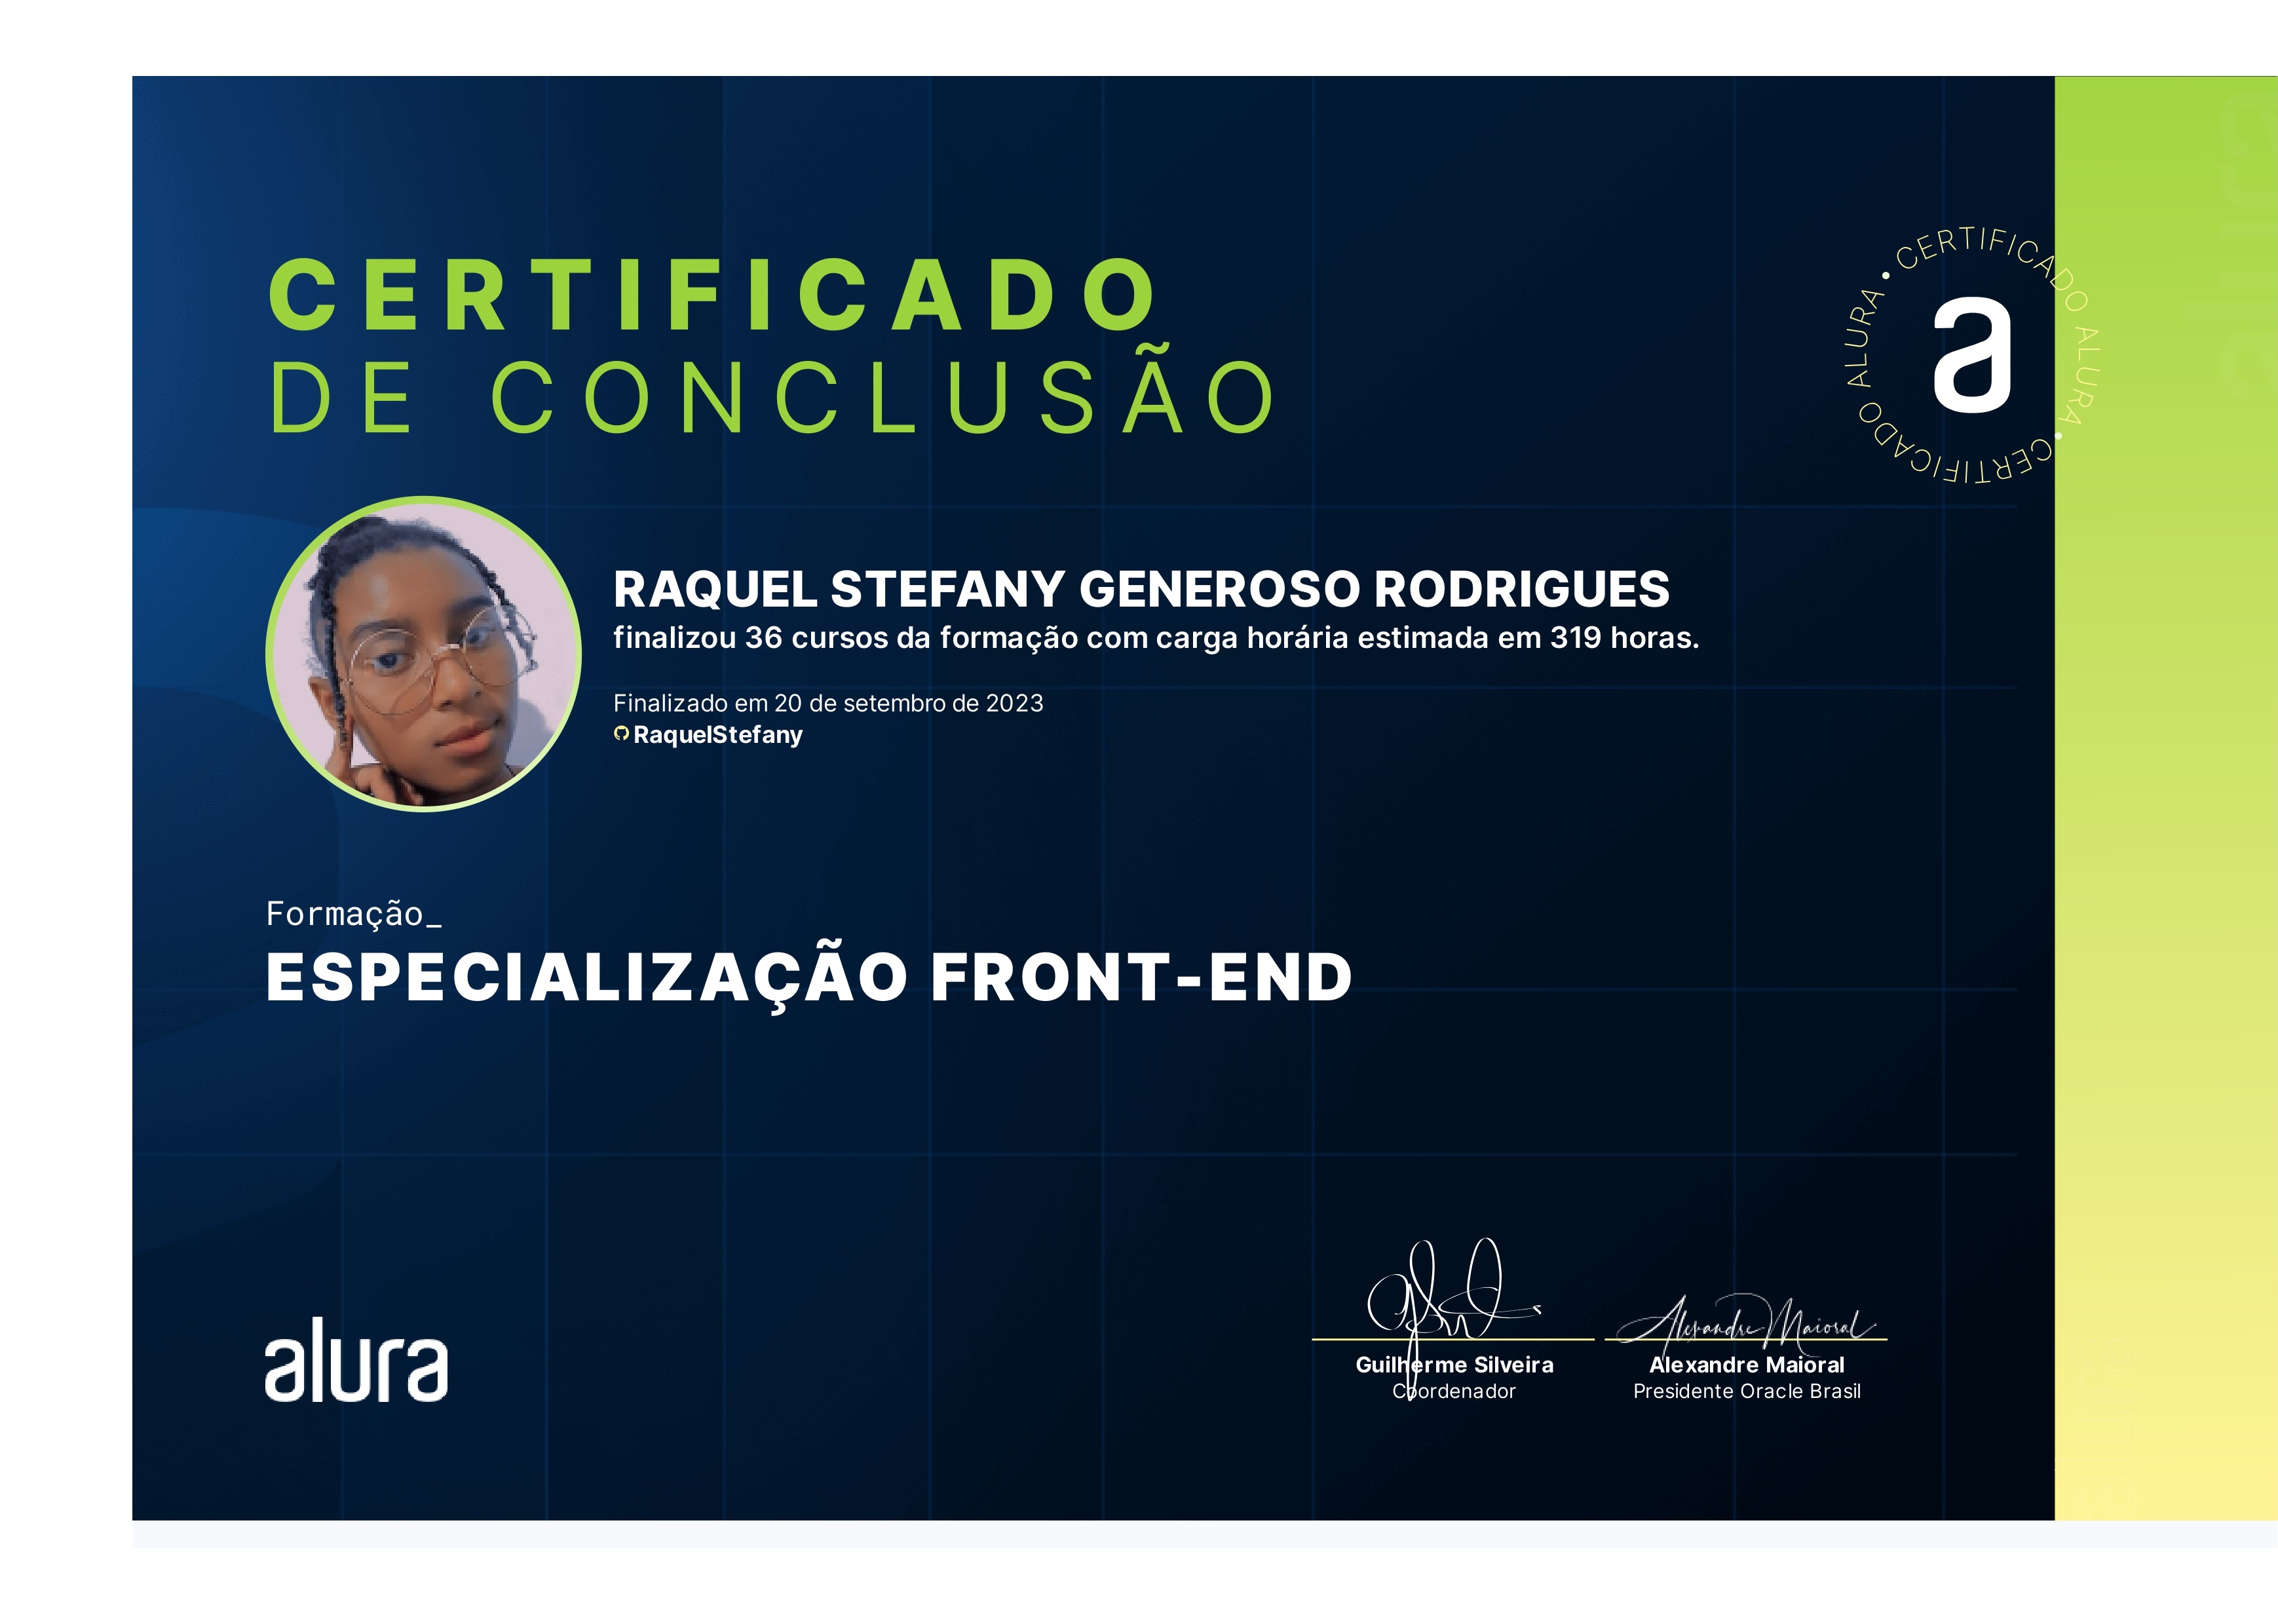 CERTIFICADO
DE CONCLUSÃO
CERTIFICADO ALURA • CERTIFICADO ALURA •
a
RAQUEL STEFANY GENEROSO RODRIGUES
finalizou 36 cursos da formação com carga horária estimada em 319 horas.
Finalizado em 20 de setembro de 2023
RaquelStefany
Formação_
ESPECIALIZAÇÃO FRONT-END
alura
Alexandre Maioral
Guilherme Silveira
Coordenador
Alexandre Maioral
Presidente Oracle Brasil